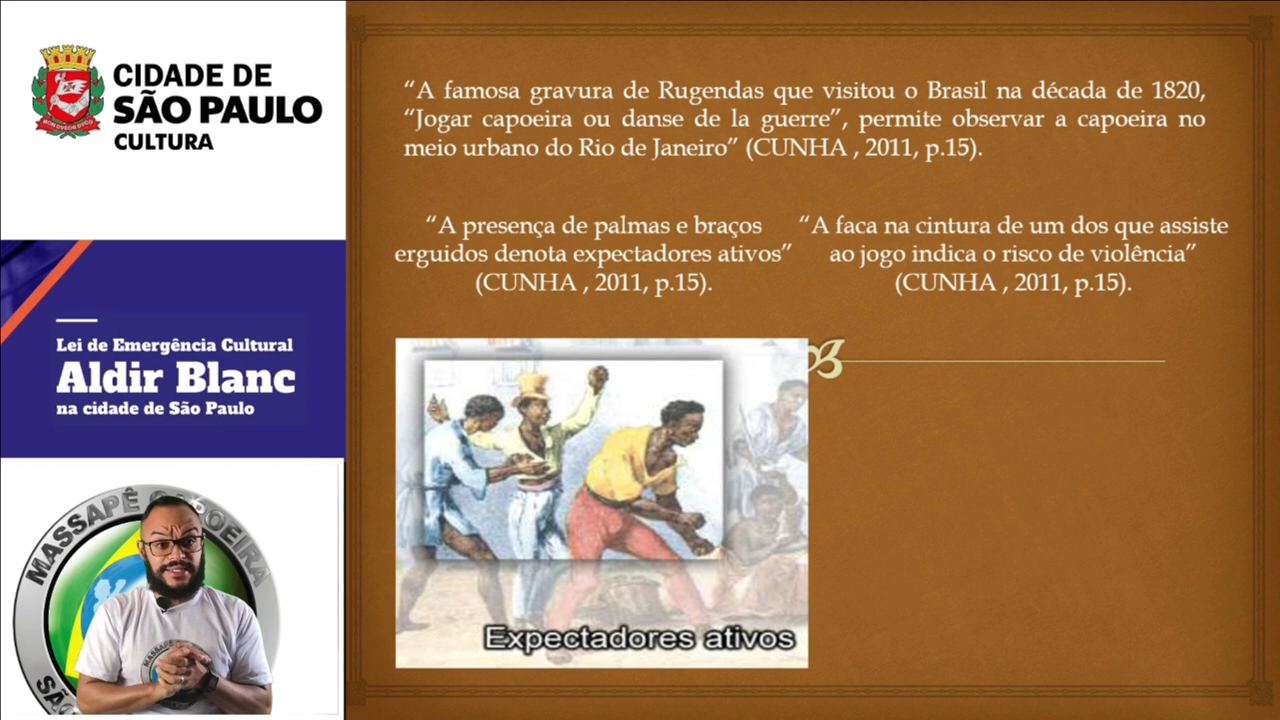 CIDADE DE
SÃO PAULO
CULTURA
Lei de Emergência Cultural
Aldir Blanc
na cidade de São Paulo
MASSAPÊ
“A famosa gravura de Rugendas que visitou o Brasil na década de 1820,
“Jogar capoeira ou danse de la guerre”, permite observar a capoeira no
meio urbano do Rio de Janeiro” (CUNHA , 2011, p.15).
“A presença de palmas e braços
erguidos denota expectadores ativos”
(CUNHA , 2011, p.15).
“A faca na cintura de um dos que assiste
ao jogo indica o risco de violência”
(CUNHA , 2011, p.15).
Expectadores ativos